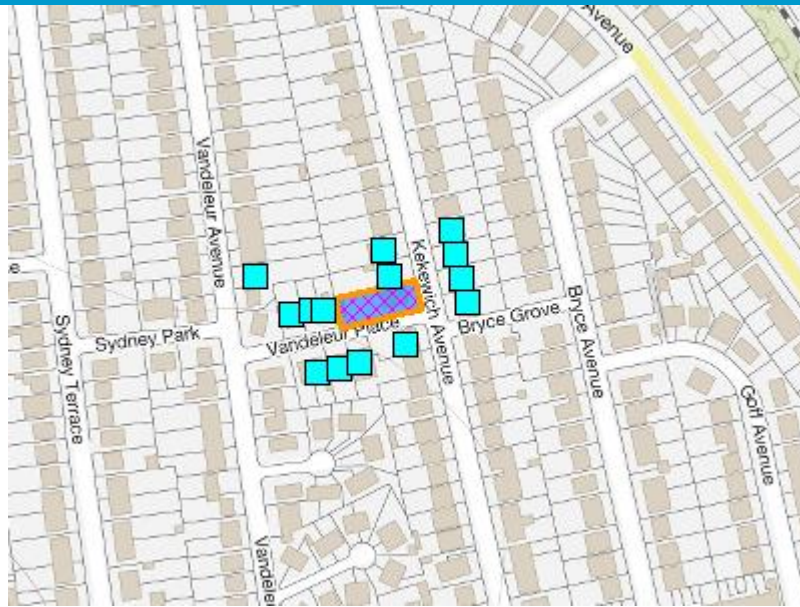 Avenue
Vandeleur Avenue
Kekewich Avenue
Bryce Grove
Vandeleur Place
Sydney Park
Sydney Terrace
Bryce Avenue
Goff Avenue